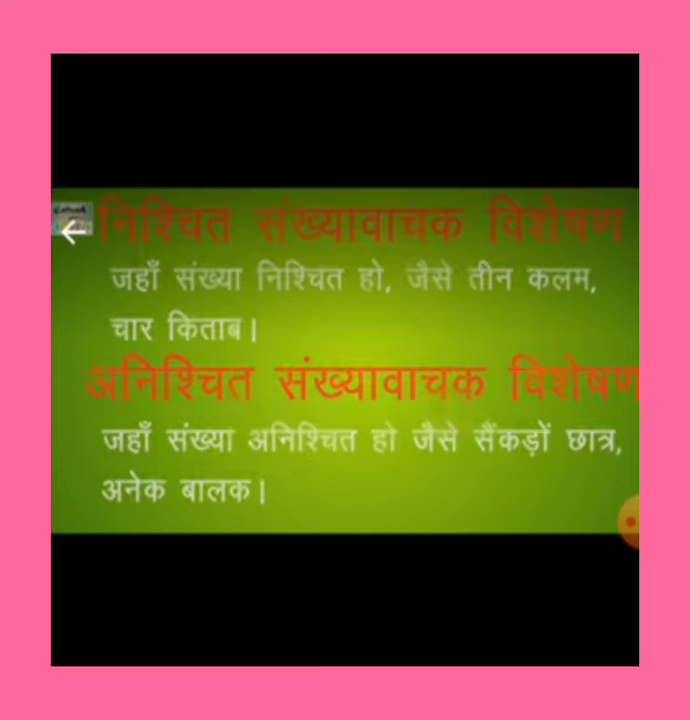 निश्चित संख्यावाचक विशेषण
जहाँ संख्या निश्चित हो, जैसे तीन कलम,
चार किताब।
अनिश्चित संख्यावाचक विशेषण
जहाँ संख्या अनिश्चित हो जैसे सैंकड़ों छात्र,
अनेक बालक।